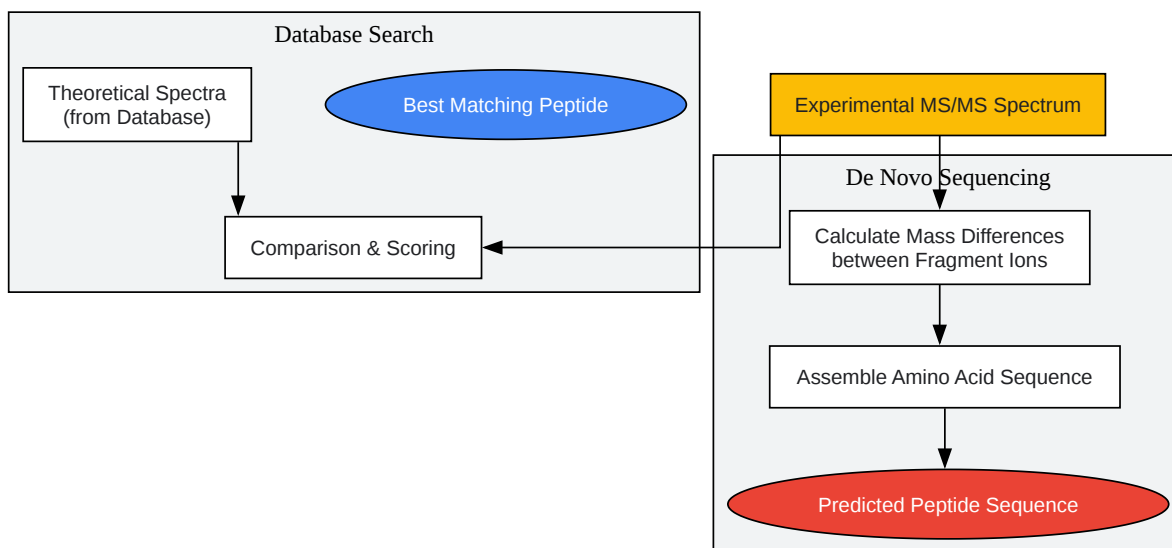 Database Search
Theoretical Spectra
(from Database)
Best Matching Peptide
Comparison & Scoring
Experimental MS/MS Spectrum
De Novo Sequencing
Calculate Mass Differences
between Fragment Ions
Assemble Amino Acid Sequence
Predicted Peptide Sequence